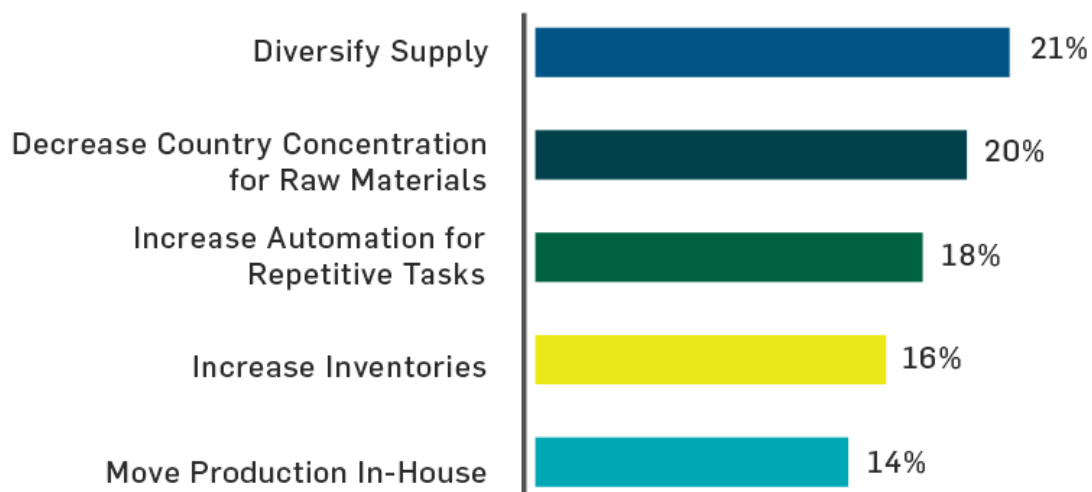 Diversify Supply
21%
Decrease Country Concentration
for Raw Materials
20%
Increase Automation for
Repetitive Tasks
18%
Increase Inventories
16%
Move Production In-House
14%